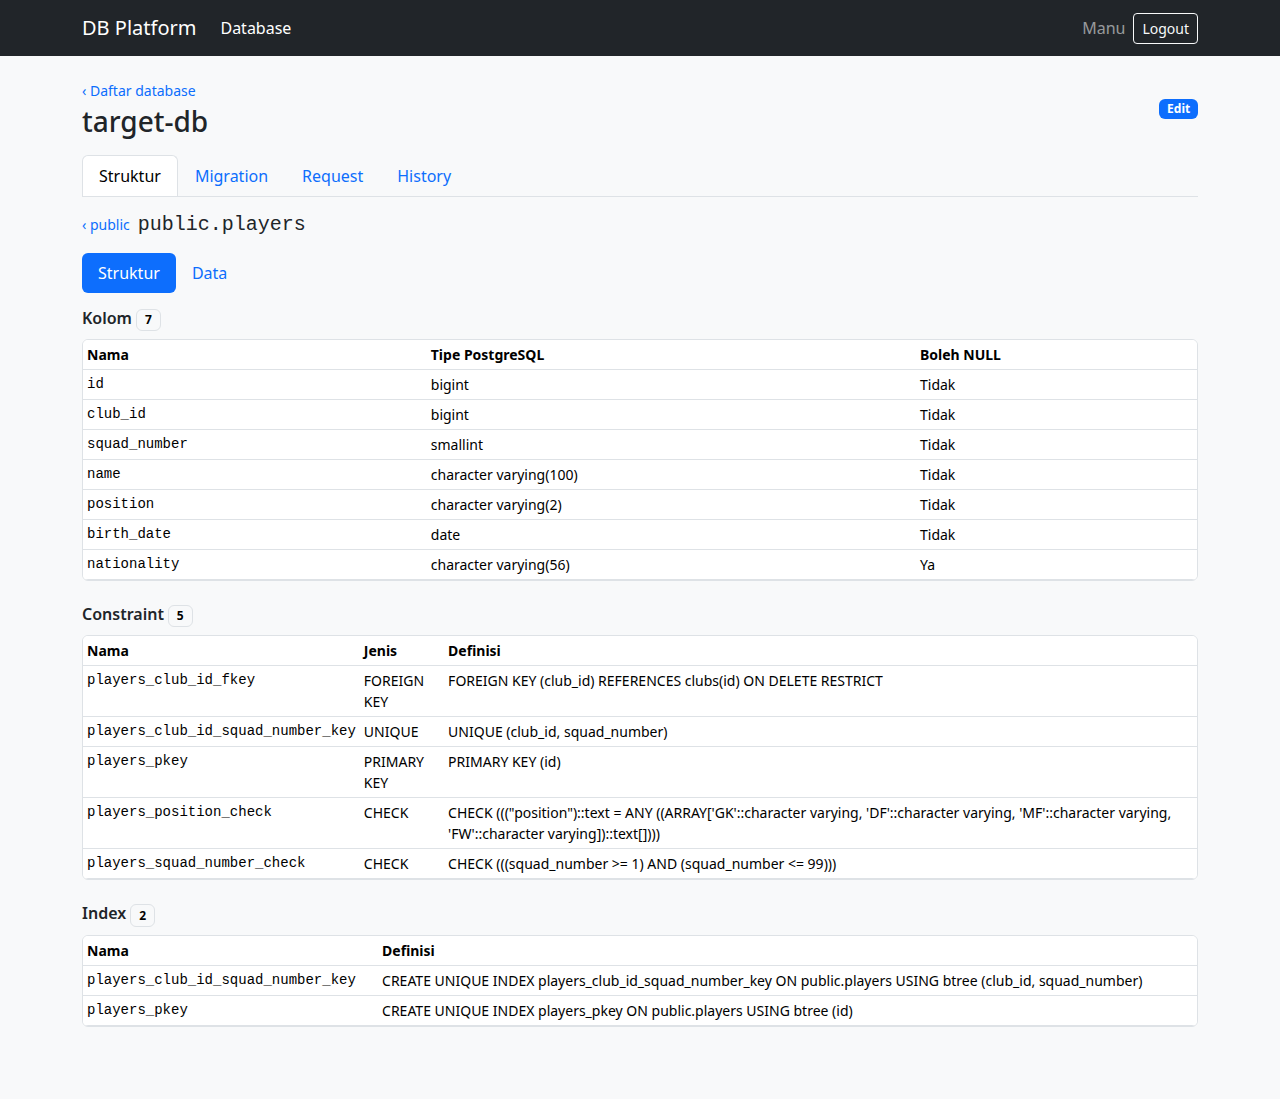 DB Platform Database Manu Logout
‹ Daftar database
target-db
Edit
Struktur Migration Request History
‹ public public.players
Struktur Data
Kolom 7
Nama Tipe PostgreSQL Boleh NULL
id bigint Tidak
club_id bigint Tidak
squad_number smallint Tidak
name character varying(100) Tidak
position character varying(2) Tidak
birth_date date Tidak
nationality character varying(56) Ya
Constraint 5
Nama Jenis Definisi
players_club_id_fkey FOREIGN FOREIGN KEY (club_id) REFERENCES clubs(id) ON DELETE RESTRICT
KEY
players_club_id_squad_number_key UNIQUE UNIQUE (club_id, squad_number)
players_pkey PRIMARY PRIMARY KEY (id)
KEY
players_position_check CHECK CHECK ((("position")::text = ANY ((ARRAY['GK'::character varying, 'DF'::character varying, 'MF'::character varying,
'FW'::character varying])::text[])))
players_squad_number_check CHECK CHECK (((squad_number >= 1) AND (squad_number <= 99)))
Index 2
Nama Definisi
players_club_id_squad_number_key CREATE UNIQUE INDEX players_club_id_squad_number_key ON public.players USING btree (club_id, squad_number)
players_pkey CREATE UNIQUE INDEX players_pkey ON public.players USING btree (id)